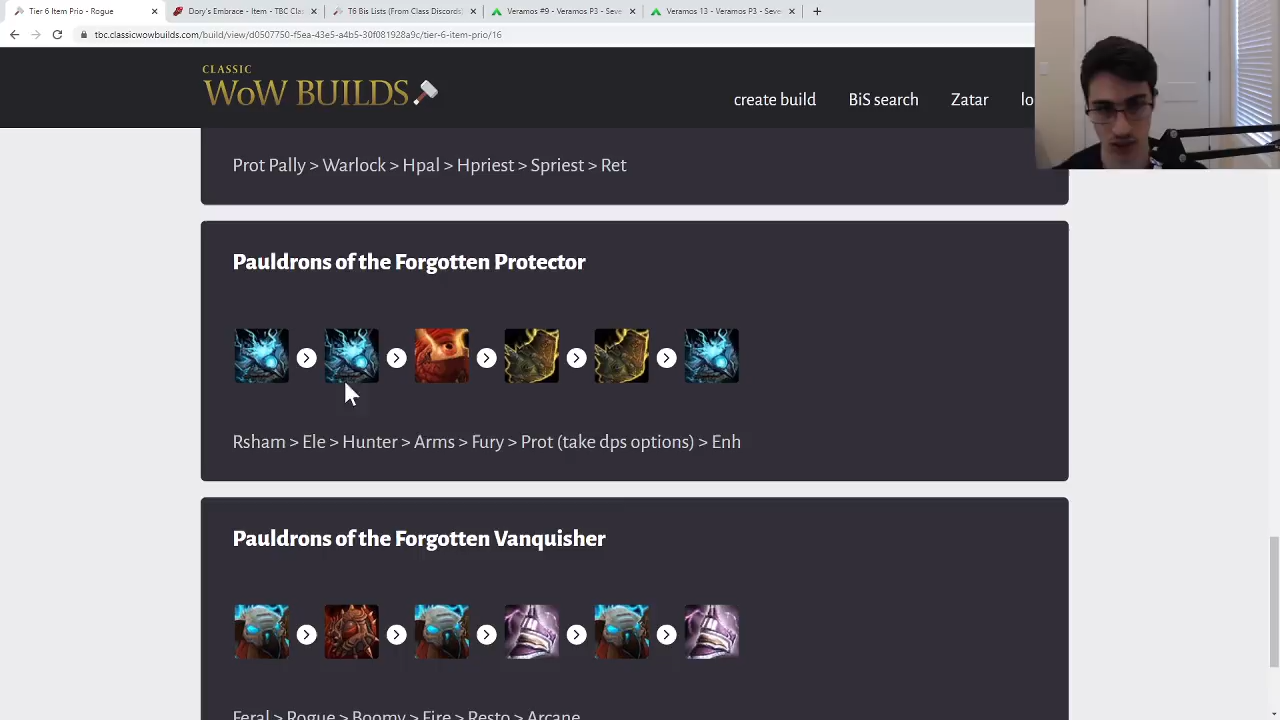 Tier 6 Item Prio - Rogue
Dory's Embrace - Item - TBC Cla
T6 Bis Lists (From Class Discords)
Veramos #9 - Veramos P3 - Seve
Veramos 13 - Veramos P3 - Seve
tbc.classicwowbuilds.com/build/view/d0507750-f5ea-43e5-a4b5-30f081928a9c/tier-6-item-prio/16
CLASSIC
WoW BUILDS
create build
BiS search
Zatar
lo
Prot Pally > Warlock > Hpal > Hpriest > Spriest > Ret
Pauldrons of the Forgotten Protector
Rsham > Ele > Hunter > Arms > Fury > Prot (take dps options) > Enh
Pauldrons of the Forgotten Vanquisher
Feral > Rogue > Boomy > Fire > Resto > Arcane